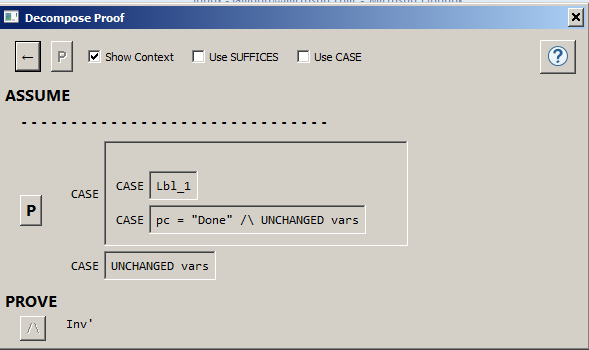 Decompose Proof
← P Show Context Use SUFFICES Use CASE ?
ASSUME
CASE Lbl_1
P CASE
CASE pc = "Done" /\ UNCHANGED vars
CASE UNCHANGED vars
PROVE
/\ Inv'